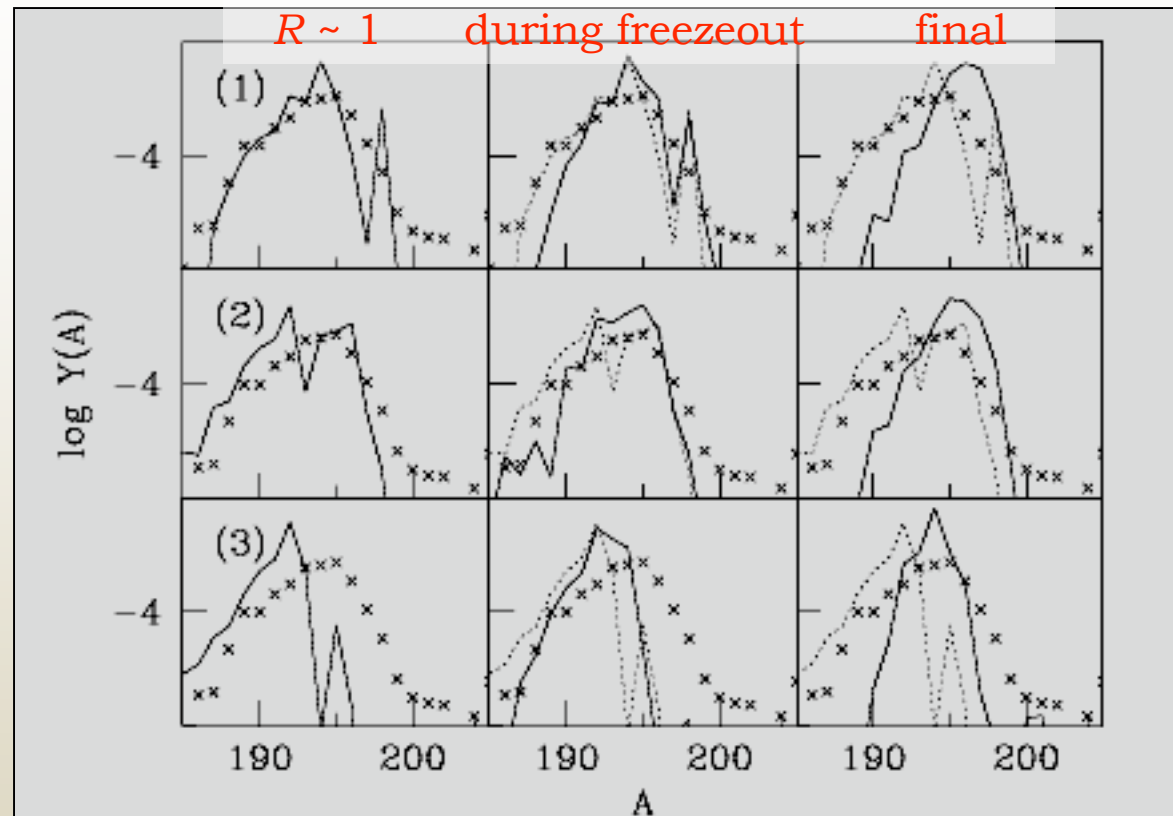 R ~ 1 during freezeout final
(1)
-4
(2)
-4
(3)
-4
log Y(A)
190 200 190 200 190 200
A